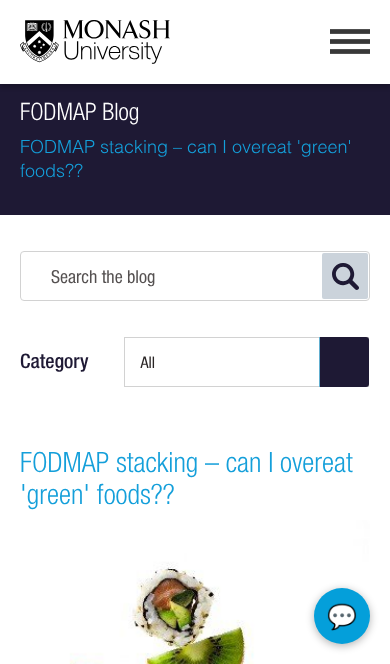 MONASH
University
FODMAP Blog
FODMAP stacking – can I overeat 'green'
foods??
Search the blog
Category
All
FODMAP stacking – can I overeat
'green' foods??